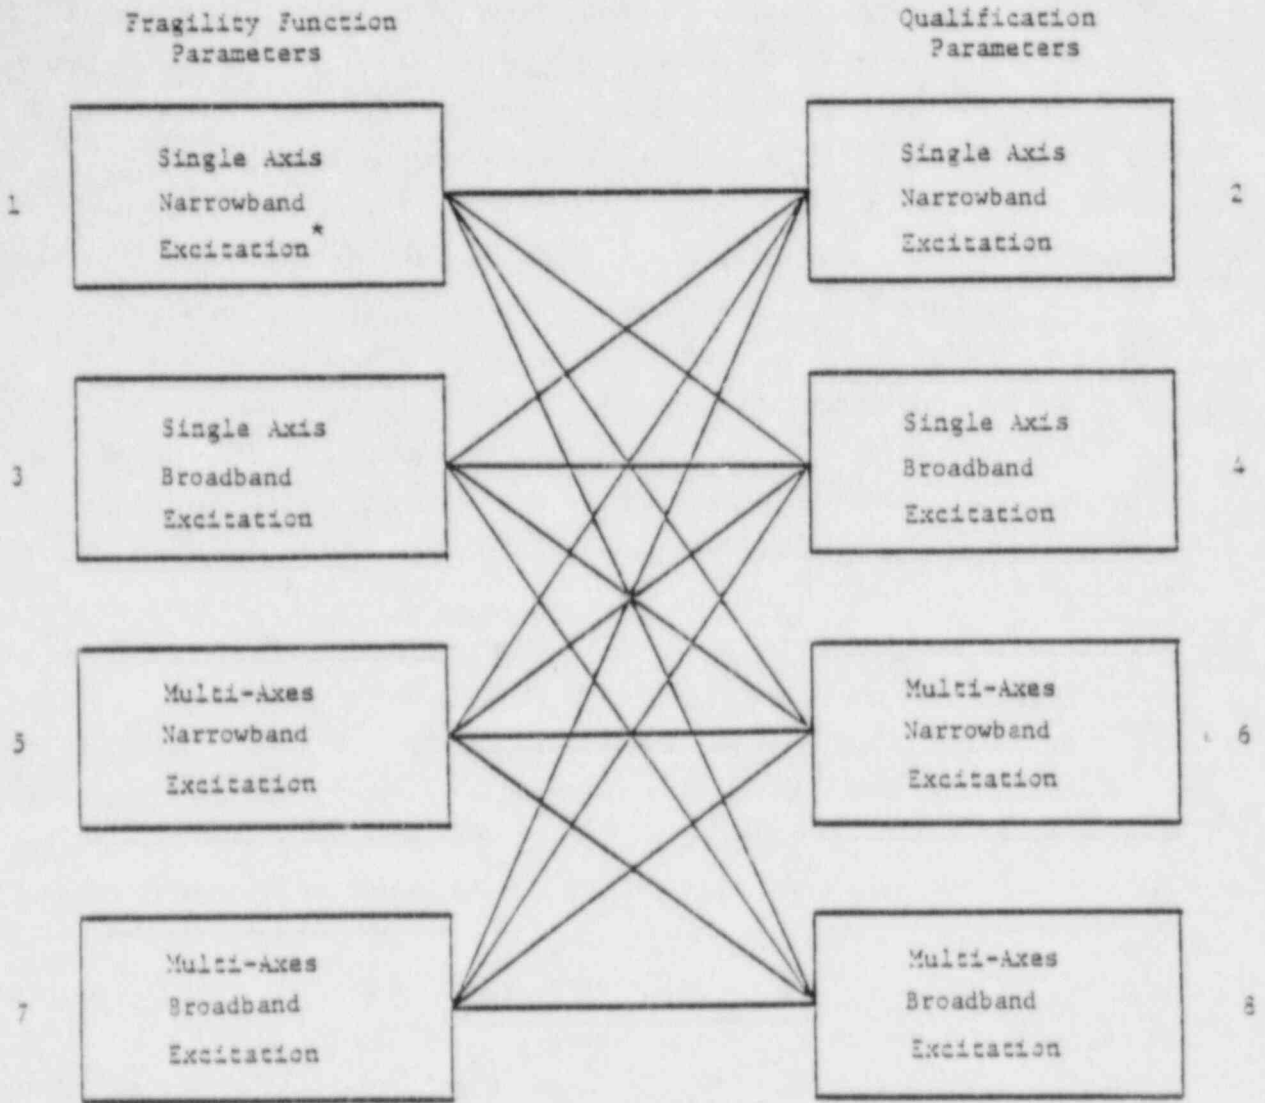 Fragility Function
Parameters
Qualification
Parameters
1
Single Axis
Narrowband
Excitation*
Single Axis
Narrowband
Excitation
2
3
Single Axis
Broadband
Excitation
Single Axis
Broadband
Excitation
4
5
Multi-Axes
Narrowband
Excitation
Multi-Axes
Narrowband
Excitation
6
7
Multi-Axes
Broadband
Excitation
Multi-Axes
Broadband
Excitation
8